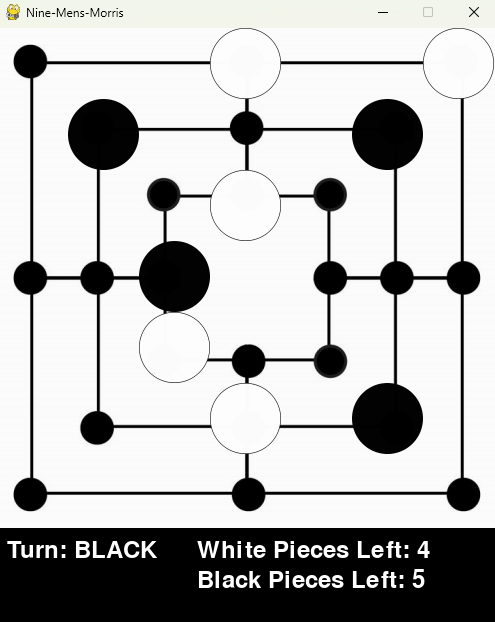 Nine-Mens-Morris
Turn: BLACK
White Pieces Left: 4
Black Pieces Left: 5